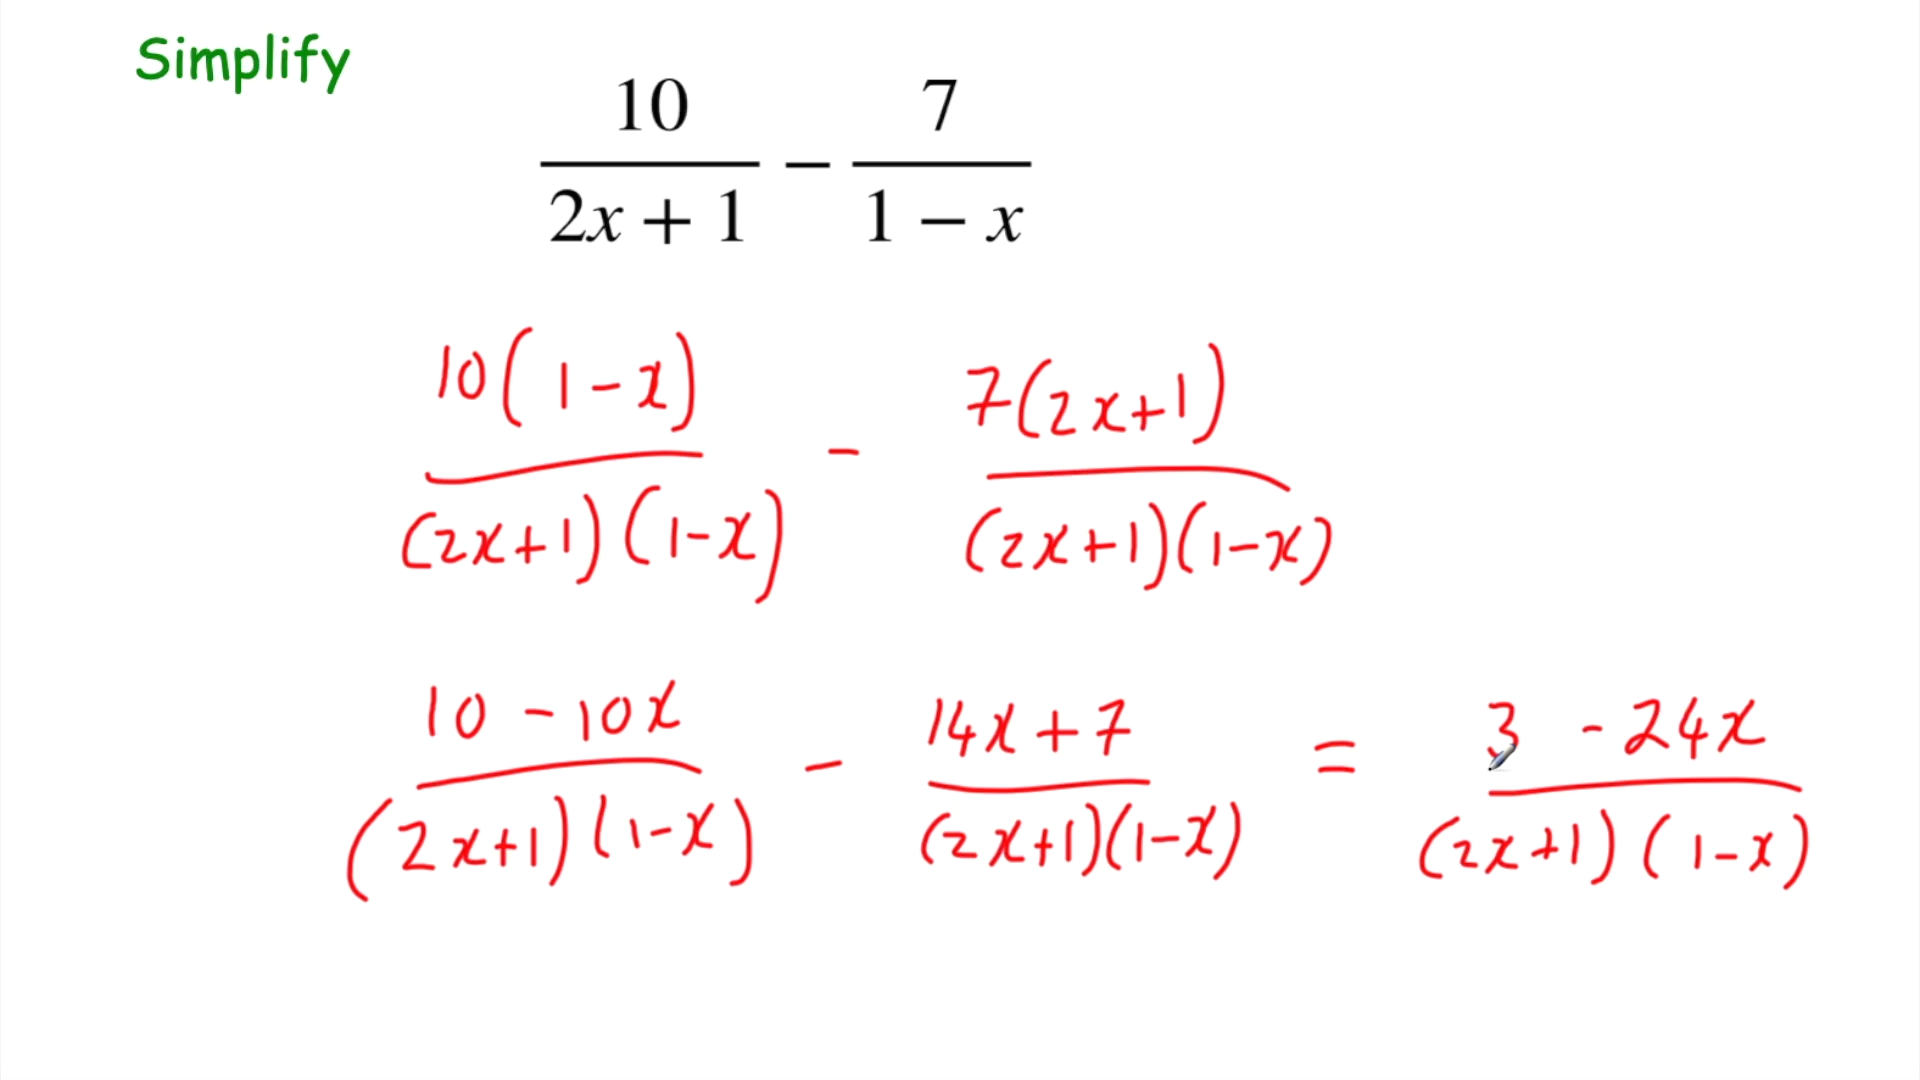 Simplify
10/(2x + 1) − 7/(1 − x)
10(1-x)/((2x+1)(1-x)) - 7(2x+1)/((2x+1)(1-x))
(10-10x)/((2x+1)(1-x)) - (14x+7)/((2x+1)(1-x)) = (3-24x)/((2x+1)(1-x))